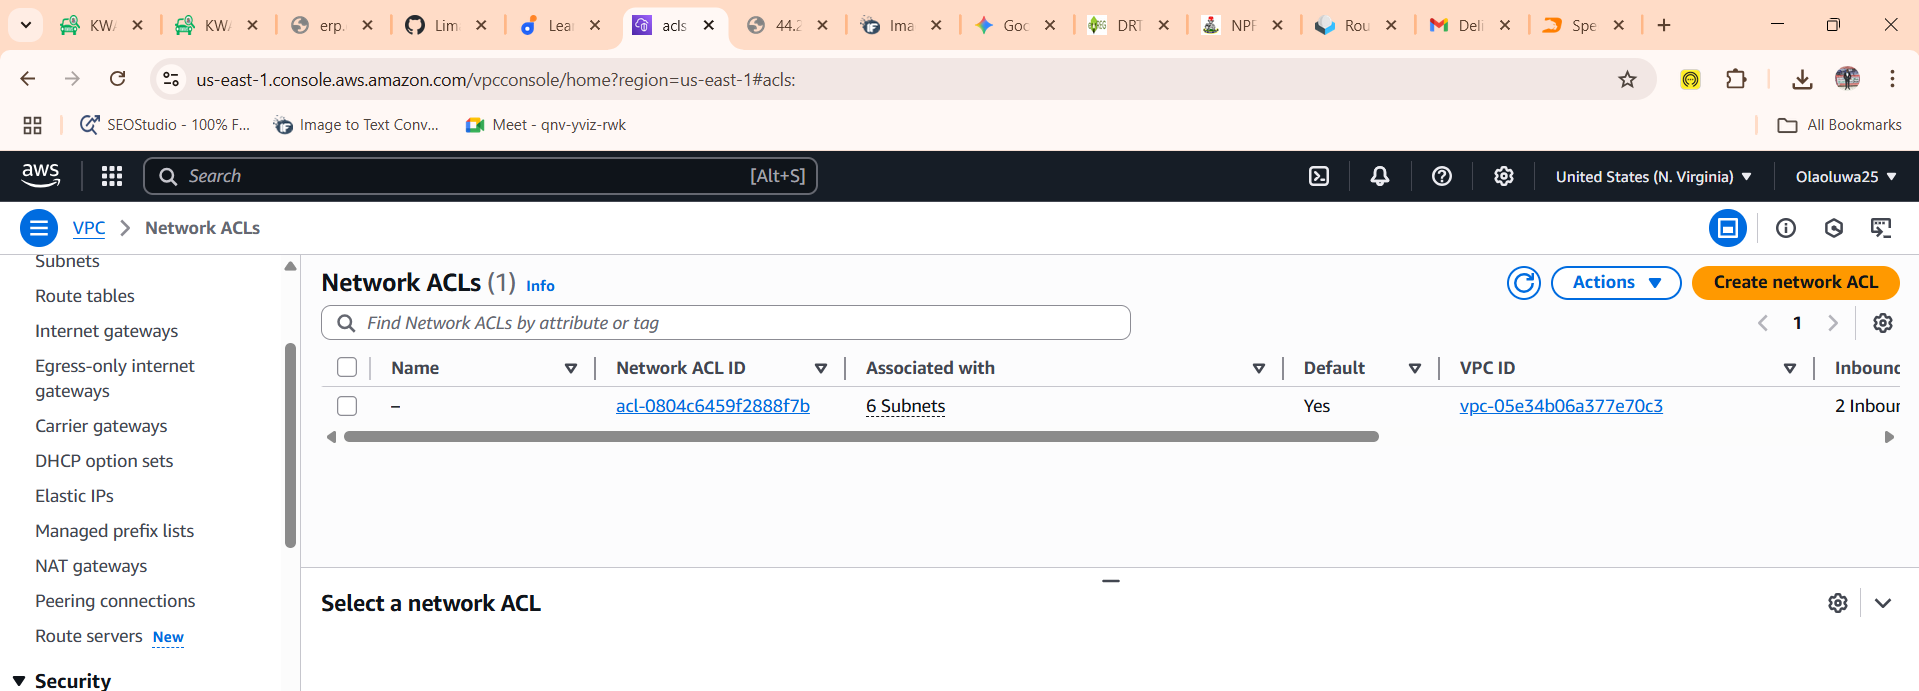 KWA
KWA
erp.
Lim
Lea
acls
44.2
Ima
Goc
DRT
NPF
Rou
Deli
Spe
us-east-1.console.aws.amazon.com/vpcconsole/home?region=us-east-1#acls:
SEOStudio - 100% F...
Image to Text Conv...
Meet - qnv-yviz-rwk
All Bookmarks
aws
Search
[Alt+S]
United States (N. Virginia)
Olaoluwa25
VPC
Network ACLs
Subnets
Route tables
Internet gateways
Egress-only internet
gateways
Carrier gateways
DHCP option sets
Elastic IPs
Managed prefix lists
NAT gateways
Peering connections
Route servers New
Security
Network ACLs (1) Info
Actions
Create network ACL
Find Network ACLs by attribute or tag
1
Name Network ACL ID Associated with Default VPC ID Inbounc
– acl-0804c6459f2888f7b 6 Subnets Yes vpc-05e34b06a377e70c3 2 Inbour
Select a network ACL